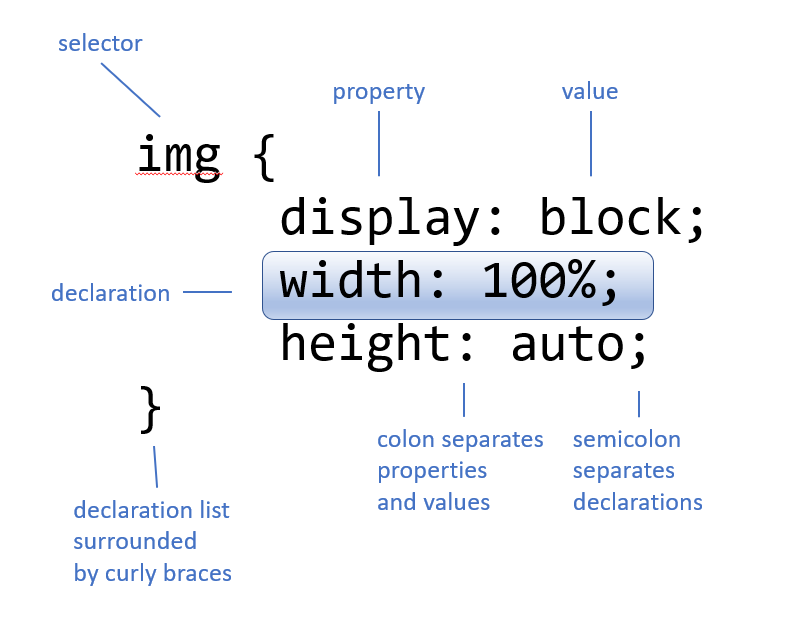 selector
property
value
img {
display: block;
declaration
width: 100%;
height: auto;
}
colon separates
properties
and values
semicolon
separates
declarations
declaration list
surrounded
by curly braces